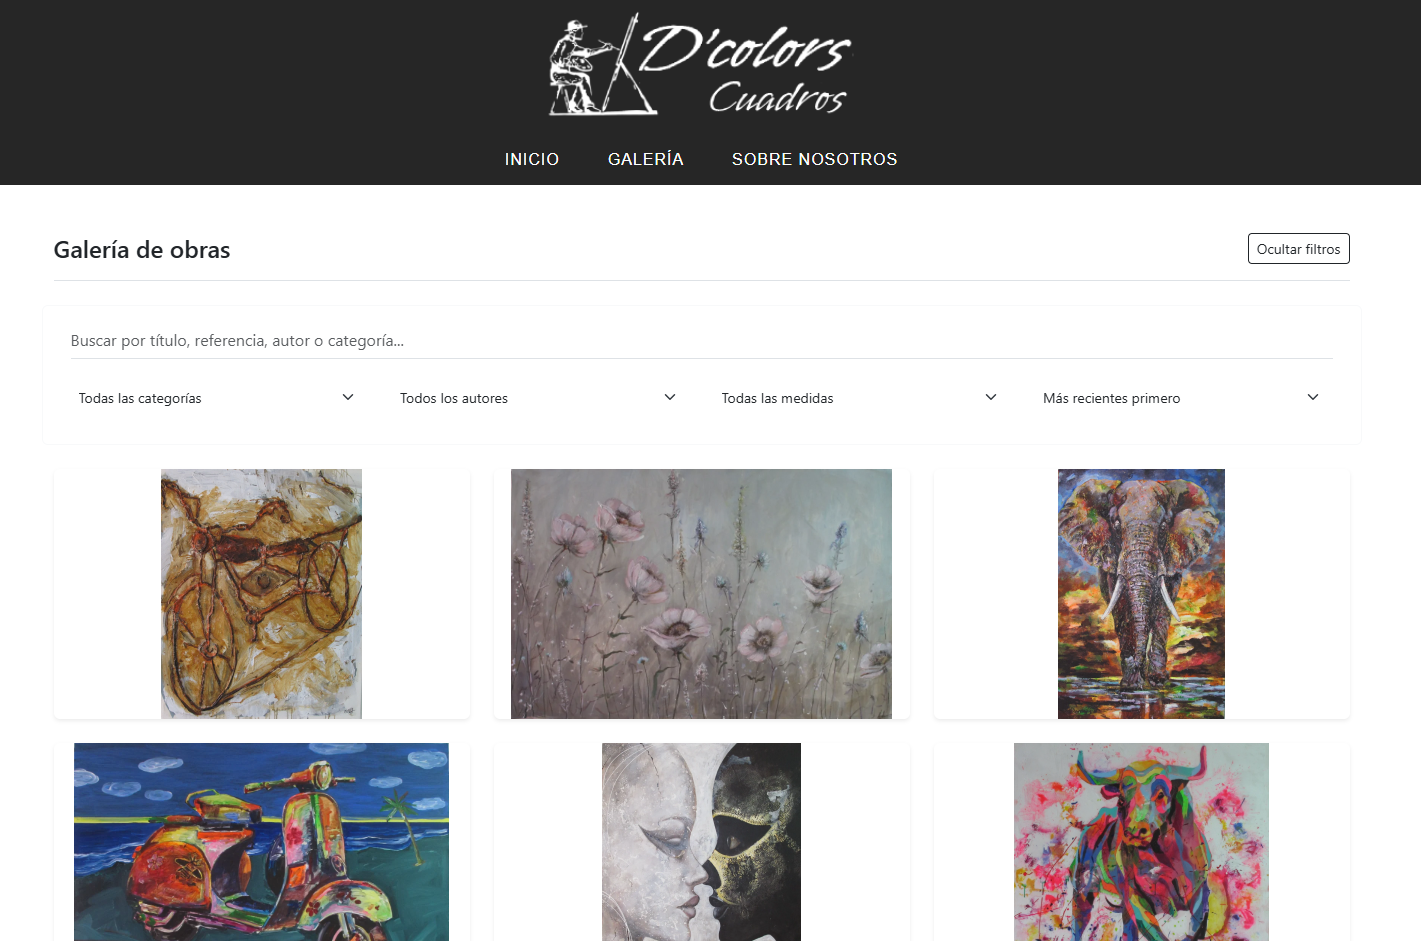 D'colors
Cuadros
INICIO GALERÍA SOBRE NOSOTROS
Galería de obras
Ocultar filtros
Buscar por título, referencia, autor o categoría...
Todas las categorías Todos los autores Todas las medidas Más recientes primero